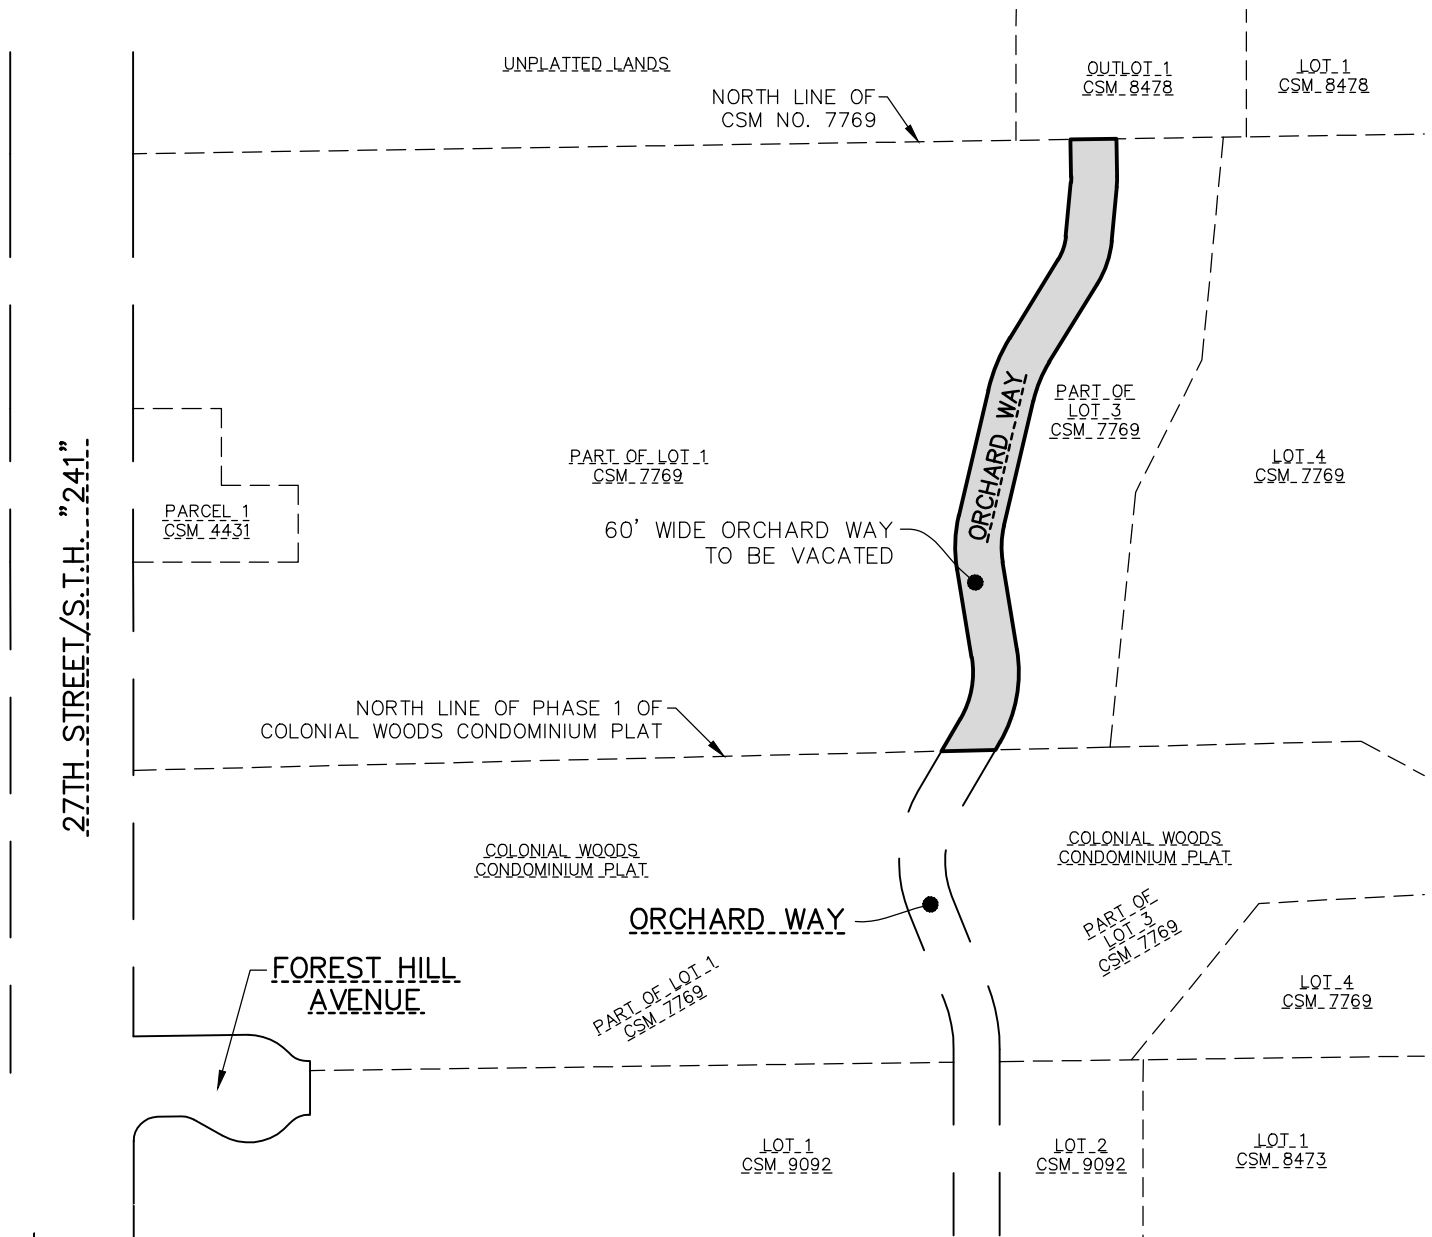 UNPLATTED LANDS
OUTLOT 1
CSM 8478
LOT 1
CSM 8478
NORTH LINE OF
CSM NO. 7769
PART OF
LOT 3
CSM 7769
ORCHARD WAY
PART OF LOT 1
CSM 7769
LOT 4
CSM 7769
PARCEL 1
CSM 4431
60' WIDE ORCHARD WAY
TO BE VACATED
27TH STREET/S.T.H. "241"
NORTH LINE OF PHASE 1 OF
COLONIAL WOODS CONDOMINIUM PLAT
COLONIAL WOODS
CONDOMINIUM PLAT
COLONIAL WOODS
CONDOMINIUM PLAT
ORCHARD WAY
PART OF
LOT 3
CSM 7769
FOREST HILL
AVENUE
PART OF LOT 1
CSM 7769
LOT 4
CSM 7769
LOT 1
CSM 9092
LOT 2
CSM 9092
LOT 1
CSM 8473